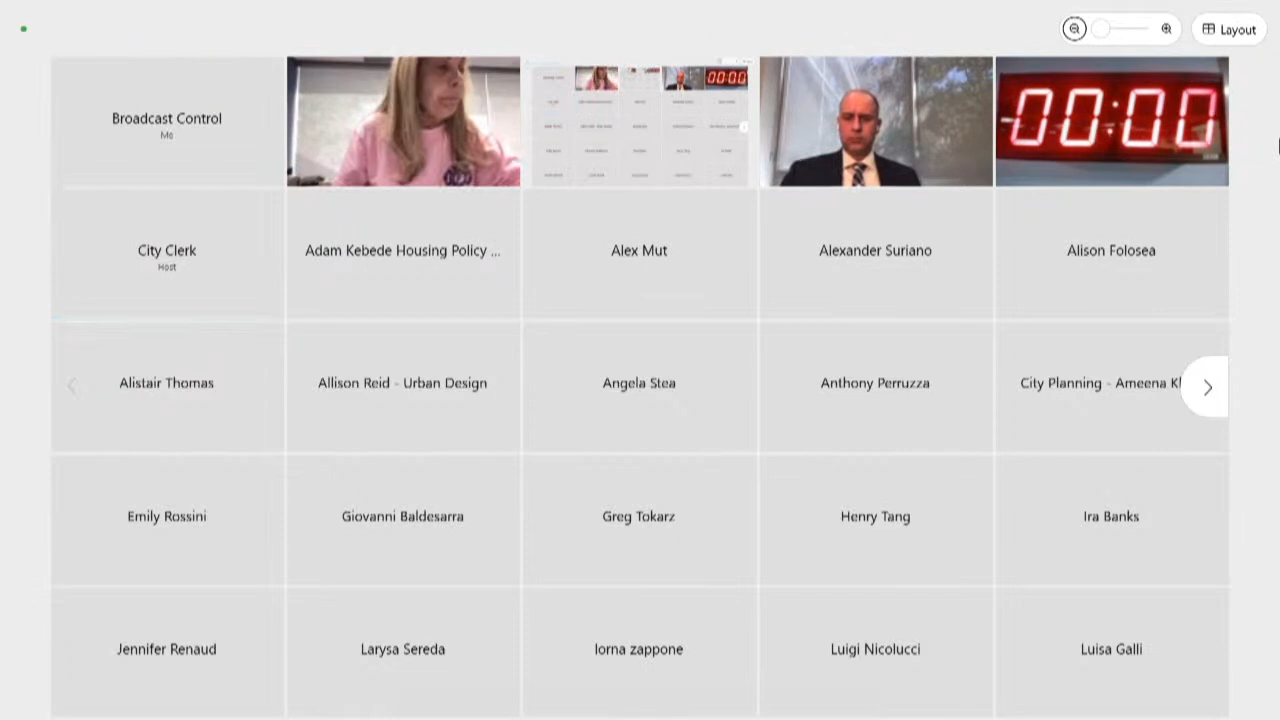 Layout
Broadcast Control
Me
00:00
00:00
City Clerk
Host
Adam Kebede Housing Policy ...
Alex Mut
Alexander Suriano
Alison Folosea
Alistair Thomas
Allison Reid - Urban Design
Angela Stea
Anthony Perruzza
City Planning - Ameena
Emily Rossini
Giovanni Baldesarra
Greg Tokarz
Henry Tang
Ira Banks
Jennifer Renaud
Larysa Sereda
lorna zappone
Luigi Nicolucci
Luisa Galli